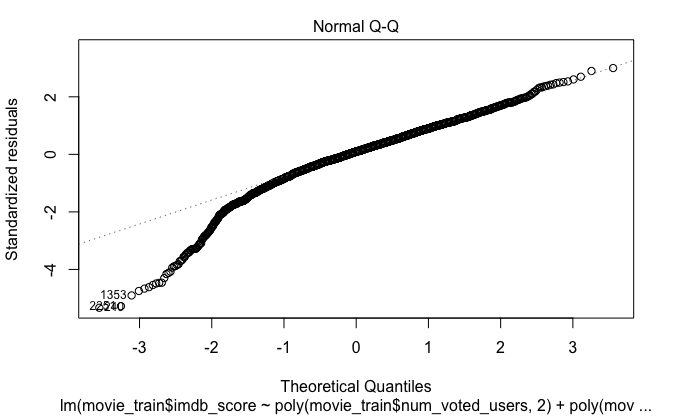 Normal Q-Q
Standardized residuals
2
0
-2
-4
1353
-3 -2 -1 0 1 2 3
Theoretical Quantiles
lm(movie_train$imdb_score ~ poly(movie_train$num_voted_users, 2) + poly(mov ...